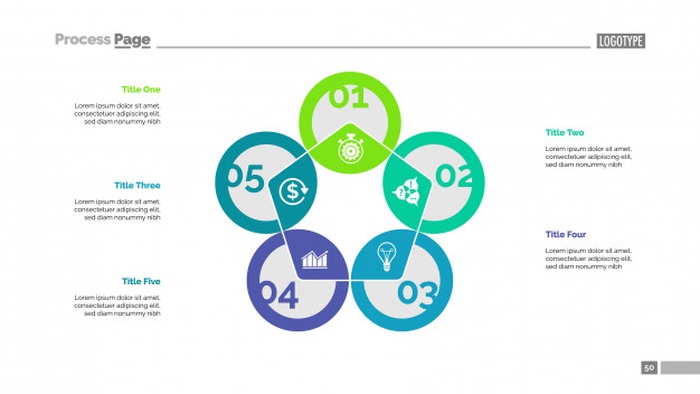 Process Page
LOGOTYPE
Title One
Lorem ipsum dolor sit amet,
consectetuer adipiscing elit,
sed diam nonummy nibh
Title Three
Lorem ipsum dolor sit amet,
consectetuer adipiscing elit,
sed diam nonummy nibh
Title Five
Lorem ipsum dolor sit amet,
consectetuer adipiscing elit,
sed diam nonummy nibh
01
02
03
04
05
$
?
Title Two
Lorem ipsum dolor sit amet,
consectetuer adipiscing elit,
sed diam nonummy nibh
Title Four
Lorem ipsum dolor sit amet,
consectetuer adipiscing elit,
sed diam nonummy nibh
50